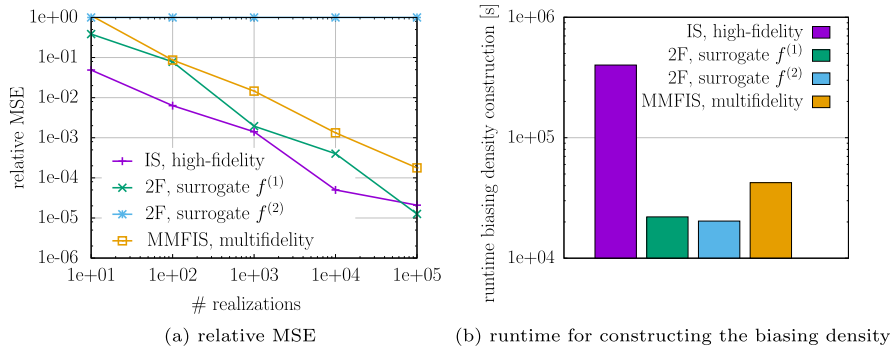 relative MSE
1e+00
1e-01
1e-02
1e-03
1e-04
1e-05
1e-06
IS, high-fidelity
2F, surrogate f^(1)
2F, surrogate f^(2)
MMFIS, multifidelity
1e+01
1e+02
1e+03
1e+04
1e+05
# realizations
(a) relative MSE
runtime biasing density construction [s]
1e+06
1e+05
1e+04
IS, high-fidelity
2F, surrogate f^(1)
2F, surrogate f^(2)
MMFIS, multifidelity
(b) runtime for constructing the biasing density